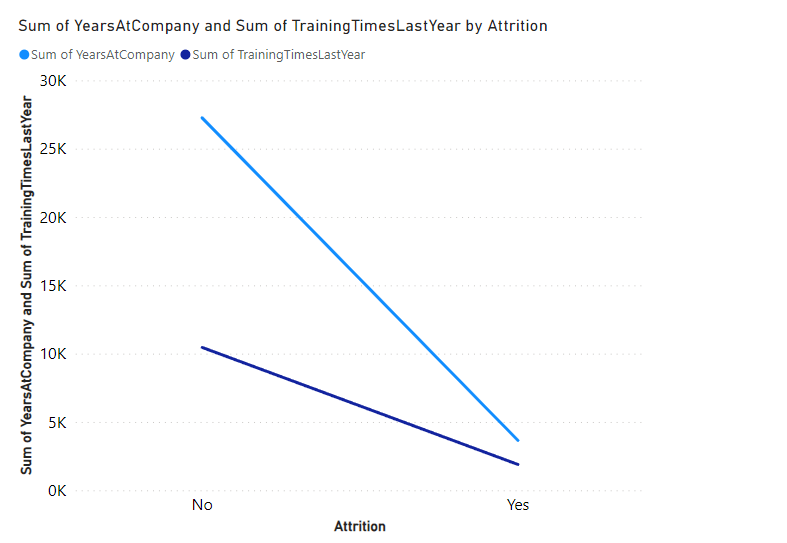 Sum of YearsAtCompany and Sum of TrainingTimesLastYear by Attrition
Sum of YearsAtCompany Sum of TrainingTimesLastYear
Sum of YearsAtCompany and Sum of TrainingTimesLastYear
30K
25K
20K
15K
10K
5K
0K
No Yes
Attrition